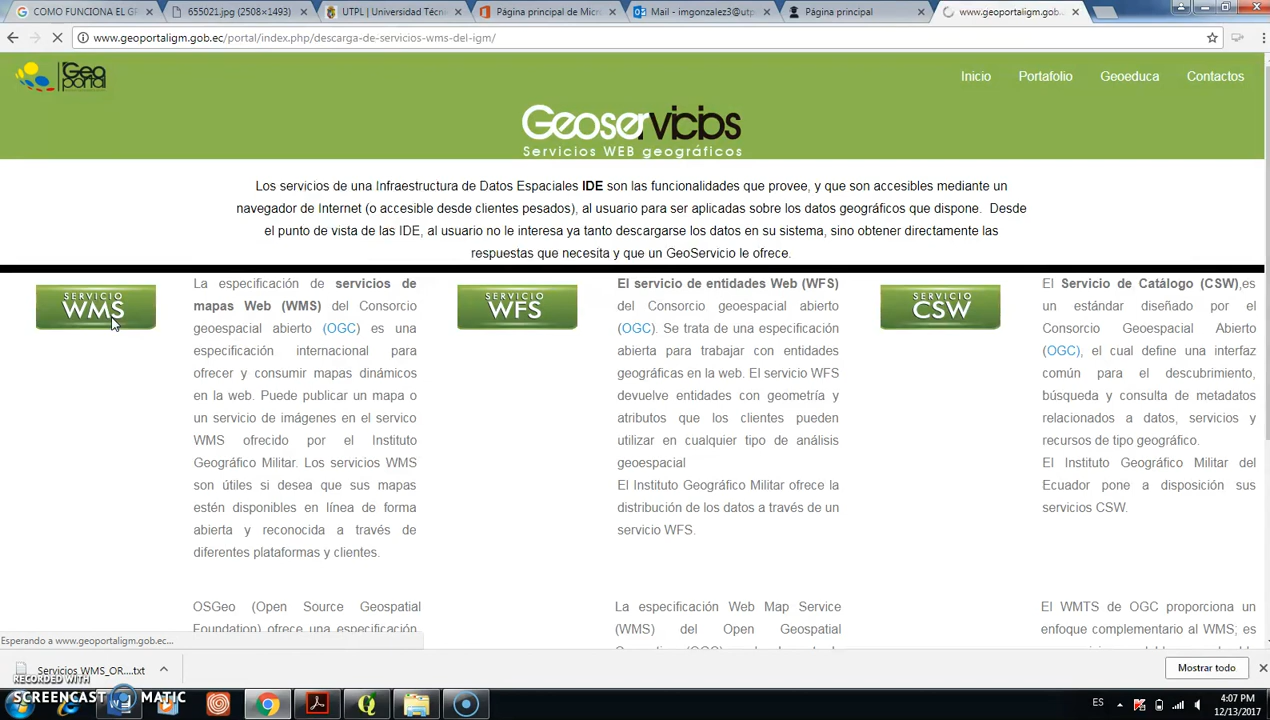 COMO FUNCIONA EL GP
655021.jpg (2508×1493)
UTPL | Universidad Técni
Página principal de Micros
Mail - imgonzalez3@utp
Página principal
www.geoportaligm.gob
www.geoportaligm.gob.ec/portal/index.php/descarga-de-servicios-wms-del-igm/
Geo
portal
Inicio
Portafolio
Geoeduca
Contactos
Geoservicios
Servicios WEB geográficos
Los servicios de una Infraestructura de Datos Espaciales IDE son las funcionalidades que provee, y que son accesibles mediante un
navegador de Internet (o accesible desde clientes pesados), al usuario para ser aplicadas sobre los datos geográficos que dispone. Desde
el punto de vista de las IDE, al usuario no le interesa ya tanto descargarse los datos en su sistema, sino obtener directamente las
respuestas que necesita y que un GeoServicio le ofrece.
SERVICIO
WMS
La especificación de servicios de
mapas Web (WMS) del Consorcio
geoespacial abierto (OGC) es una
especificación internacional para
ofrecer y consumir mapas dinámicos
en la web. Puede publicar un mapa o
un servicio de imágenes en el servico
WMS ofrecido por el Instituto
Geográfico Militar. Los servicios WMS
son útiles si desea que sus mapas
estén disponibles en línea de forma
abierta y reconocida a través de
diferentes plataformas y clientes.
SERVICIO
WFS
El servicio de entidades Web (WFS)
del Consorcio geoespacial abierto
(OGC). Se trata de una especificación
abierta para trabajar con entidades
geográficas en la web. El servicio WFS
devuelve entidades con geometría y
atributos que los clientes pueden
utilizar en cualquier tipo de análisis
geoespacial
El Instituto Geográfico Militar ofrece la
distribución de los datos a través de un
servicio WFS.
SERVICIO
CSW
El Servicio de Catálogo (CSW),es
un estándar diseñado por el
Consorcio Geoespacial Abierto
(OGC), el cual define una interfaz
común para el descubrimiento,
búsqueda y consulta de metadatos
relacionados a datos, servicios y
recursos de tipo geográfico.
El Instituto Geográfico Militar del
Ecuador pone a disposición sus
servicios CSW.
OSGeo (Open Source Geospatial
Foundation) ofrece una especificación
La especificación Web Map Service
(WMS) del Open Geospatial
El WMTS de OGC proporciona un
enfoque complementario al WMS; es
Esperando a www.geoportaligm.gob.ec...
Servicios WMS_OR....txt
Mostrar todo
RECORDED WITH
SCREENCAST MATIC
ES
4:07 PM
12/13/2017